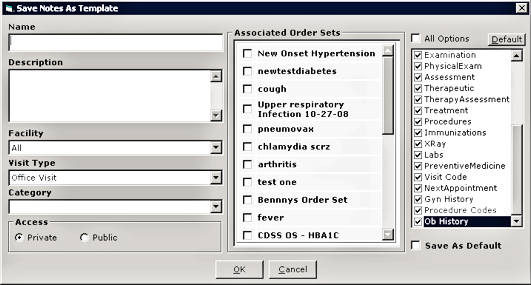 Save Notes As Template
Name
Description
Facility
All
Visit Type
Office Visit
Category
Access
Private
Public
Associated Order Sets
New Onset Hypertension
newtestdiabetes
cough
Upper respiratory
Infection 10-27-08
pneumovax
chlamydia scrz
arthritis
test one
Bennnys Order Set
fever
CDSS OS - HBA1C
All Options
Default
Examination
PhysicalExam
Assessment
Therapeutic
TherapyAssessment
Treatment
Procedures
Immunizations
XRay
Labs
PreventiveMedicine
Visit Code
NextAppointment
Gyn History
Procedure Codes
Ob History
Save As Default
OK
Cancel